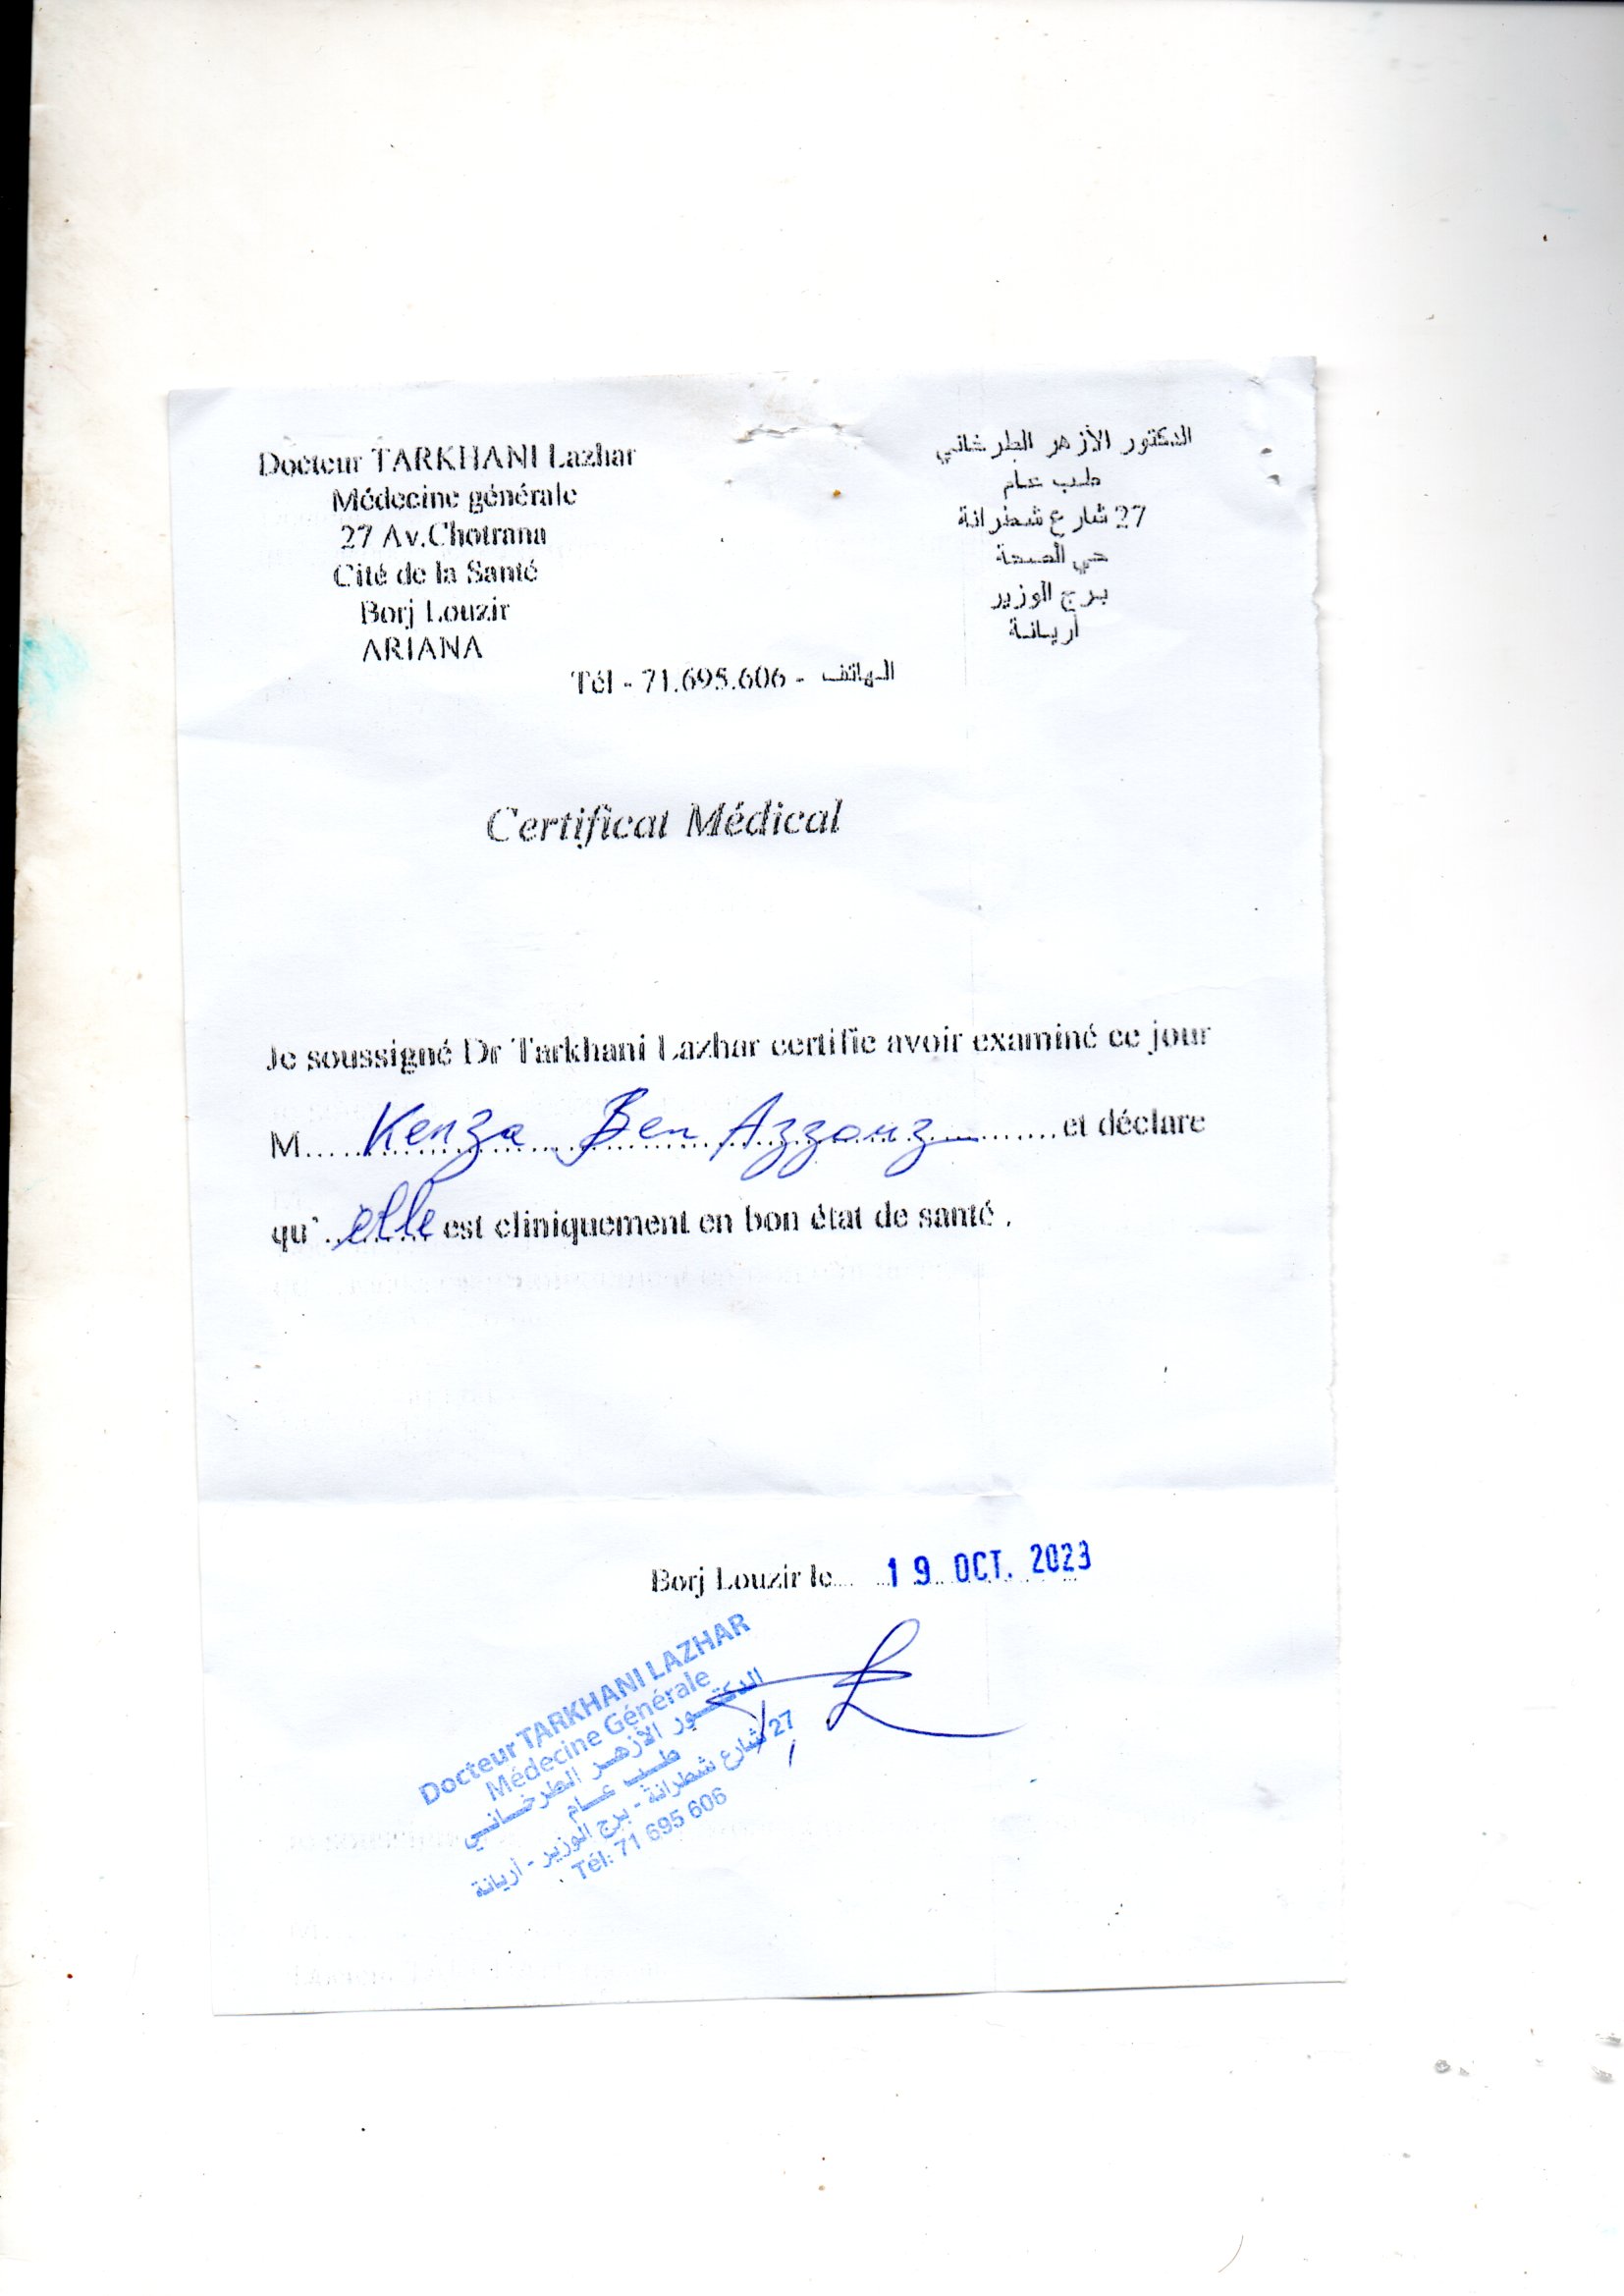 Docteur TARKHANI Lazhar
Médecine générale
27 Av.Chotrana
Cité de la Santé
Borj Louzir
ARIANA
الدكتور الأزهر الطرخاني
طب عام
27 شارع شطرانة
حي الصحة
برج الوزير
أريانة
Tél - 71.695.606 - الهاتف
Certificat Médical
Je soussigné Dr Tarkhani Lazhar certifie avoir examiné ce jour
M.... Kenza Ben Azzouz ........et déclare
qu' elle est cliniquement en bon état de santé .
Borj Louzir le.... 19 OCT. 2023
Docteur TARKHANI LAZHAR
Médecine Générale
الدكتور الأزهر الطرخاني
طب عام
27 شارع شطرانة - برج الوزير - أريانة
Tél: 71 695 606